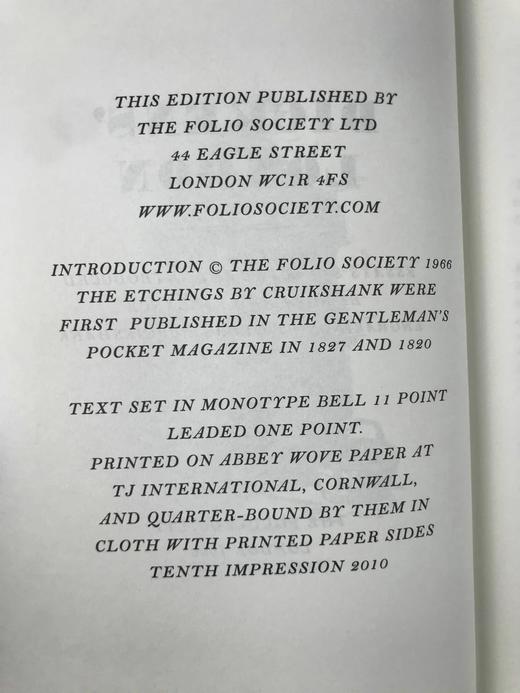 THIS EDITION PUBLISHED BY
THE FOLIO SOCIETY LTD
44 EAGLE STREET
LONDON WC1R 4FS
WWW.FOLIOSOCIETY.COM
INTRODUCTION © THE FOLIO SOCIETY 1966
THE ETCHINGS BY CRUIKSHANK WERE
FIRST PUBLISHED IN THE GENTLEMAN'S
POCKET MAGAZINE IN 1827 AND 1820
TEXT SET IN MONOTYPE BELL 11 POINT
LEADED ONE POINT.
PRINTED ON ABBEY WOVE PAPER AT
TJ INTERNATIONAL, CORNWALL,
AND QUARTER-BOUND BY THEM IN
CLOTH WITH PRINTED PAPER SIDES
TENTH IMPRESSION 2010